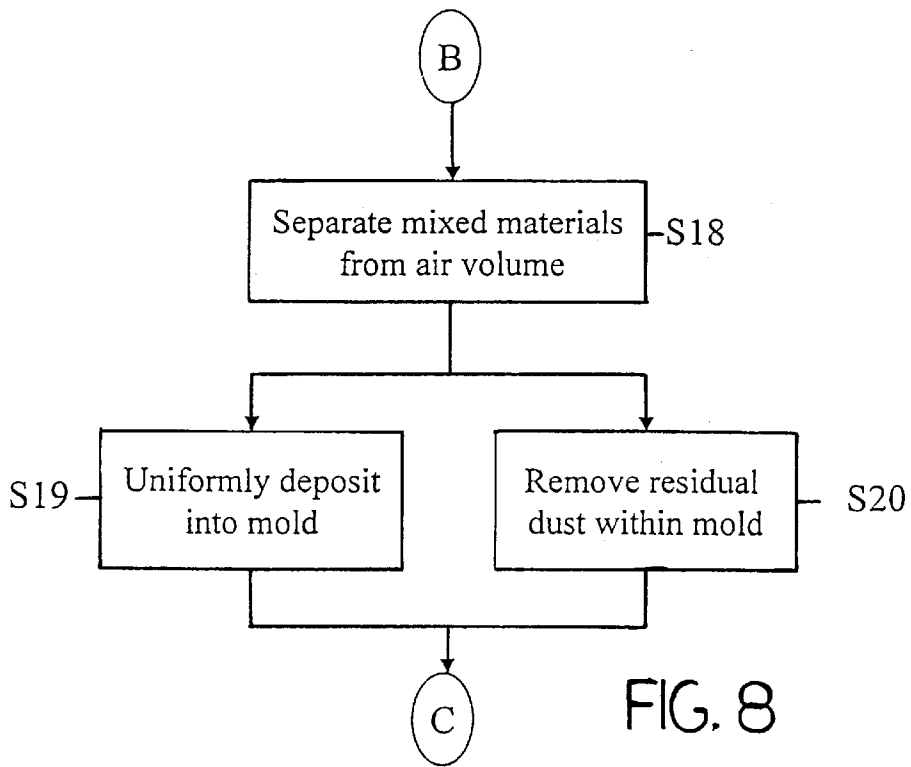 B
Separate mixed materials
from air volume
S18
Uniformly deposit
into mold
S19
Remove residual
dust within mold
S20
C
FIG. 8